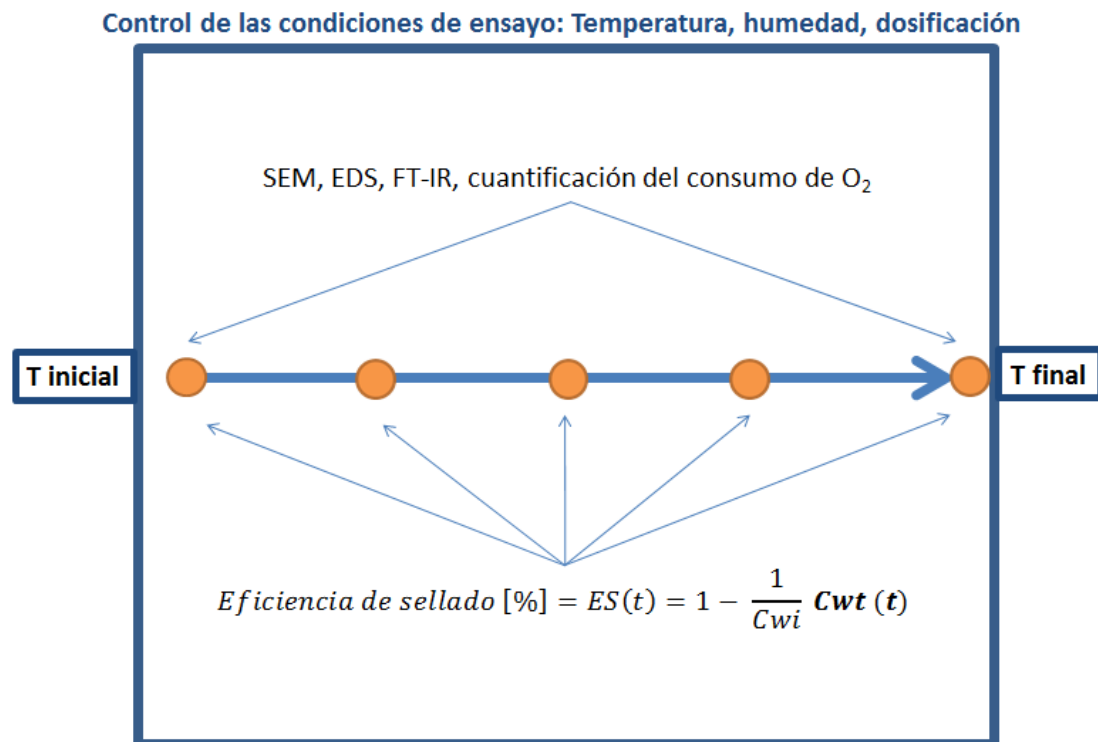 Control de las condiciones de ensayo: Temperatura, humedad, dosificación
SEM, EDS, FT-IR, cuantificación del consumo de O₂
T inicial
T final
Eficiencia de sellado [%] = ES(t) = 1 − 1/Cwi Cwt (t)